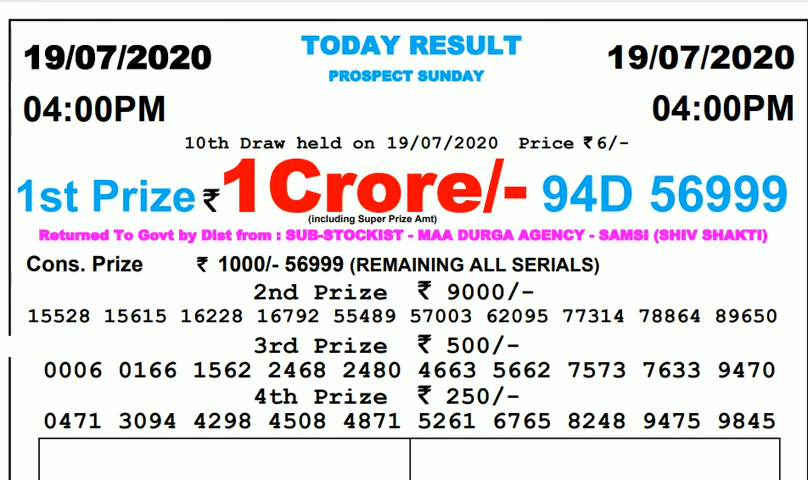 19/07/2020 TODAY RESULT 19/07/2020
PROSPECT SUNDAY
04:00PM 04:00PM
10th Draw held on 19/07/2020 Price ₹6/-
1st Prize ₹1Crore/- 94D 56999
(including Super Prize Amt)
Returned To Govt by Dist from : SUB-STOCKIST - MAA DURGA AGENCY - SAMSI (SHIV SHAKTI)
Cons. Prize ₹ 1000/- 56999 (REMAINING ALL SERIALS)
2nd Prize ₹ 9000/-
15528 15615 16228 16792 55489 57003 62095 77314 78864 89650
3rd Prize ₹ 500/-
0006 0166 1562 2468 2480 4663 5662 7573 7633 9470
4th Prize ₹ 250/-
0471 3094 4298 4508 4871 5261 6765 8248 9475 9845